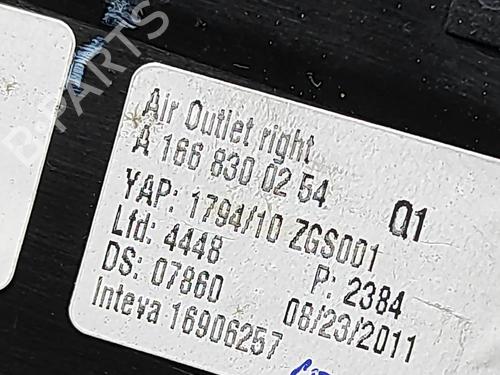 B-PARTS
Air Outlet right
A 166 830 02 54 Q1
YAP: 1794/10 ZGS001
Lfd: 4448 P: 2384
DS: 07860 08/23/2011
Inteva 16906257